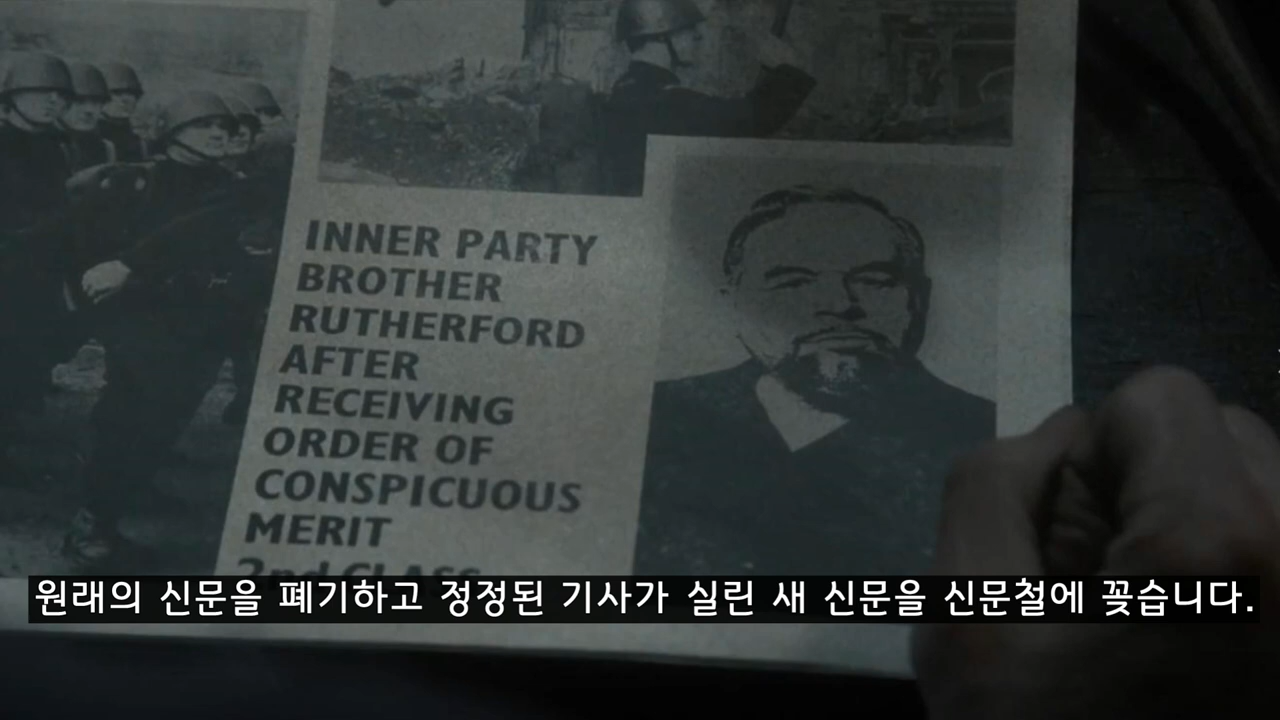 INNER PARTY
BROTHER
RUTHERFORD
AFTER
RECEIVING
ORDER OF
CONSPICUOUS
MERIT
2nd CLASS
원래의 신문을 폐기하고 정정된 기사가 실린 새 신문을 신문철에 꽂습니다.